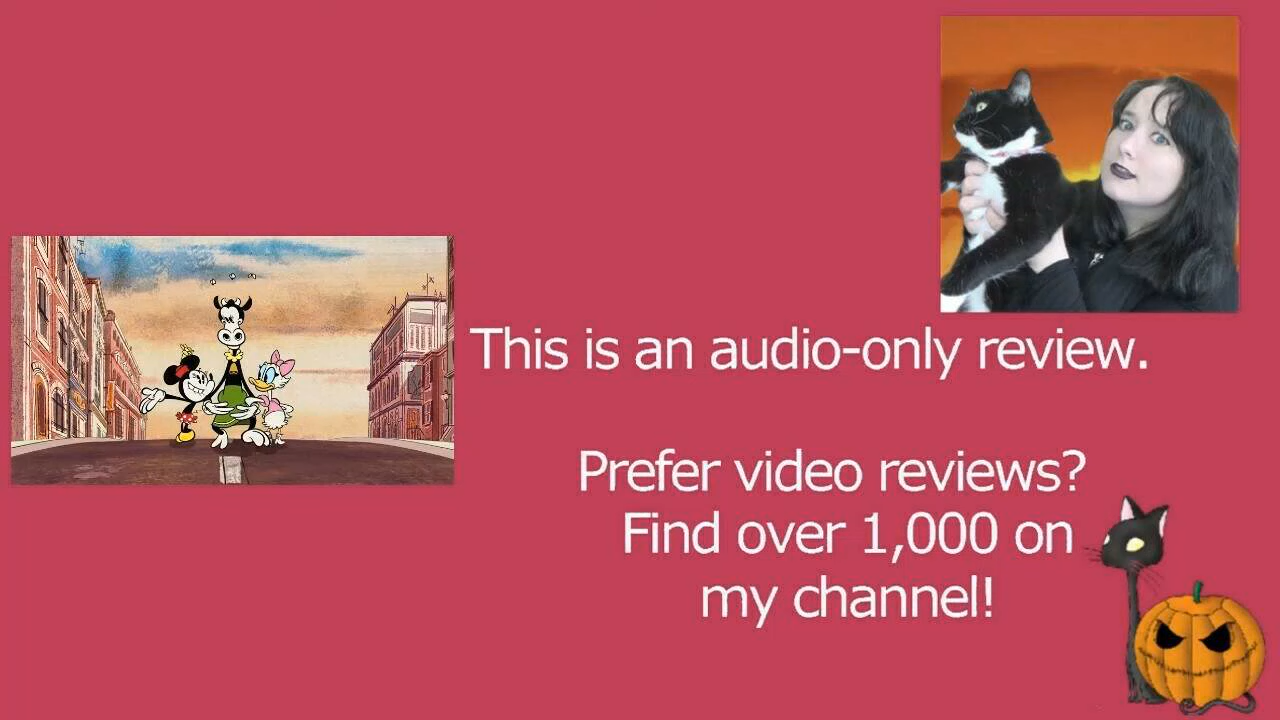 This is an audio-only review.
Prefer video reviews?
Find over 1,000 on
my channel!